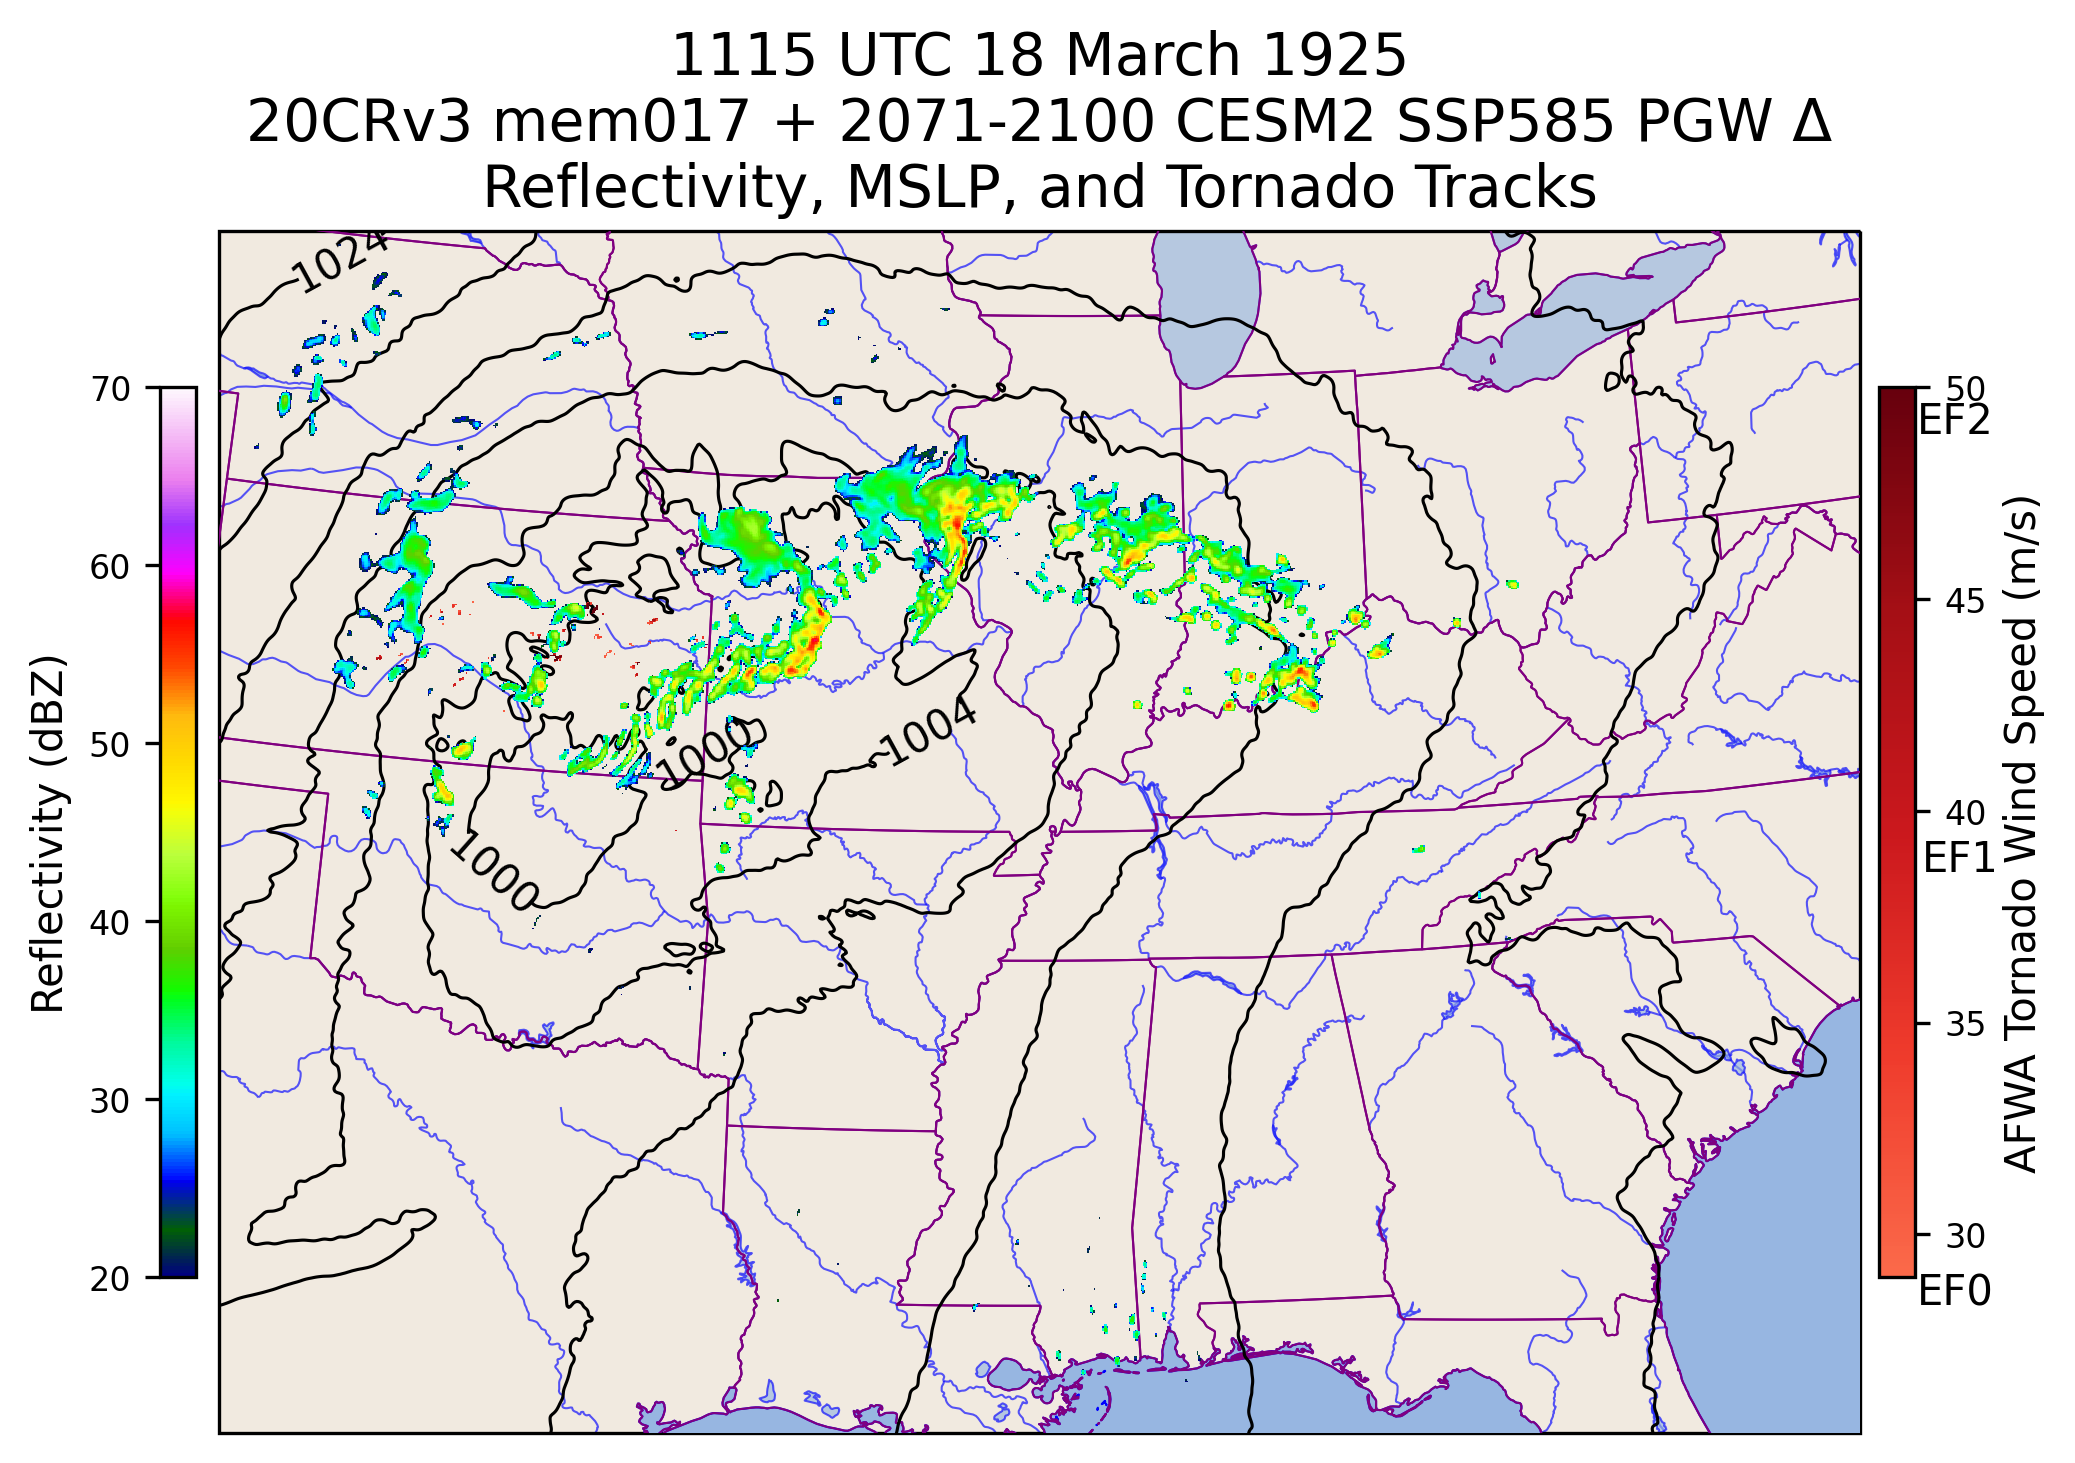 1115 UTC 18 March 1925
20CRv3 mem017 + 2071-2100 CESM2 SSP585 PGW Δ
Reflectivity, MSLP, and Tornado Tracks
1024
1000
1004
1000
70
60
50
40
30
20
Reflectivity (dBZ)
50
EF2
45
40
EF1
35
30
EF0
AFWA Tornado Wind Speed (m/s)